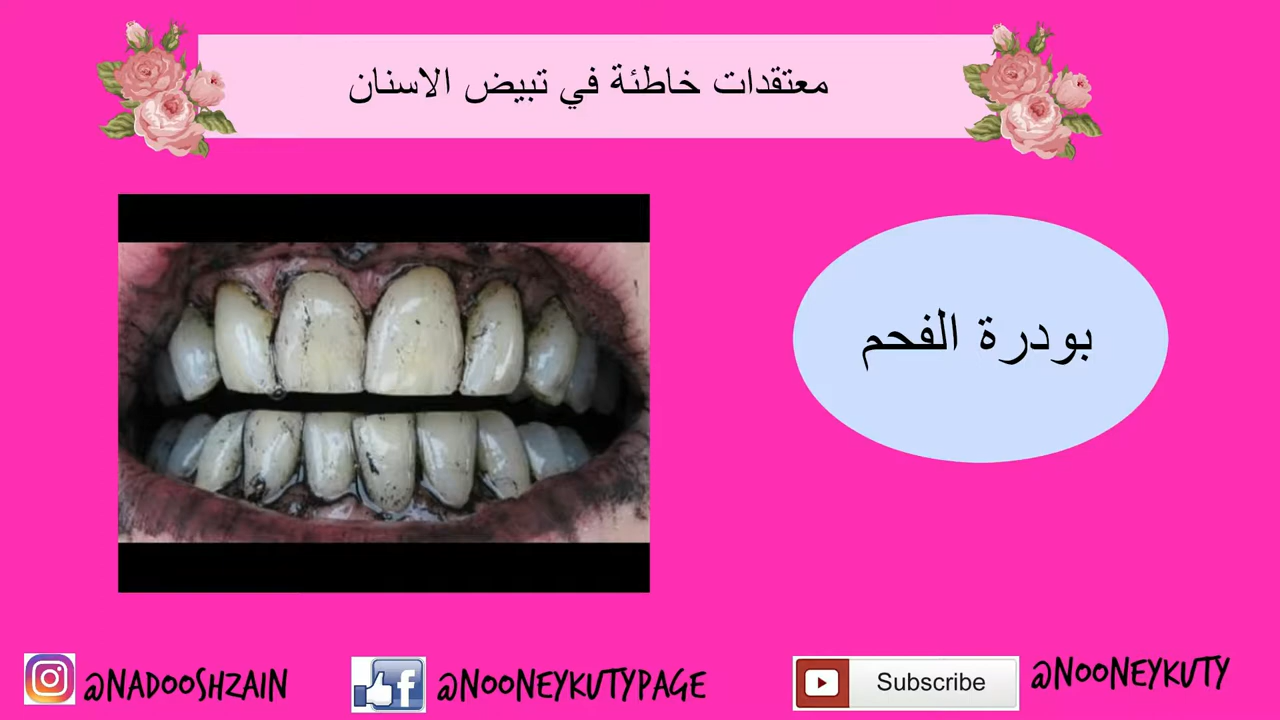 معتقدات خاطئة في تبيض الاسنان
بودرة الفحم
@NADOOSHZAIN
@NOONEYKUTYPAGE
Subscribe
@NOONEYKUTY